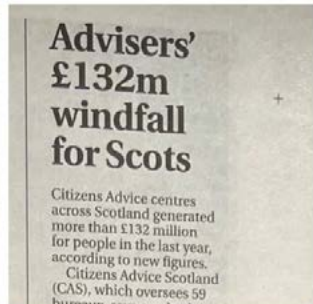 Advisers’
£132m
windfall
for Scots
Citizens Advice centres
across Scotland generated
more than £132 million
for people in the last year,
according to new figures.
Citizens Advice Scotland
(CAS), which oversees 59